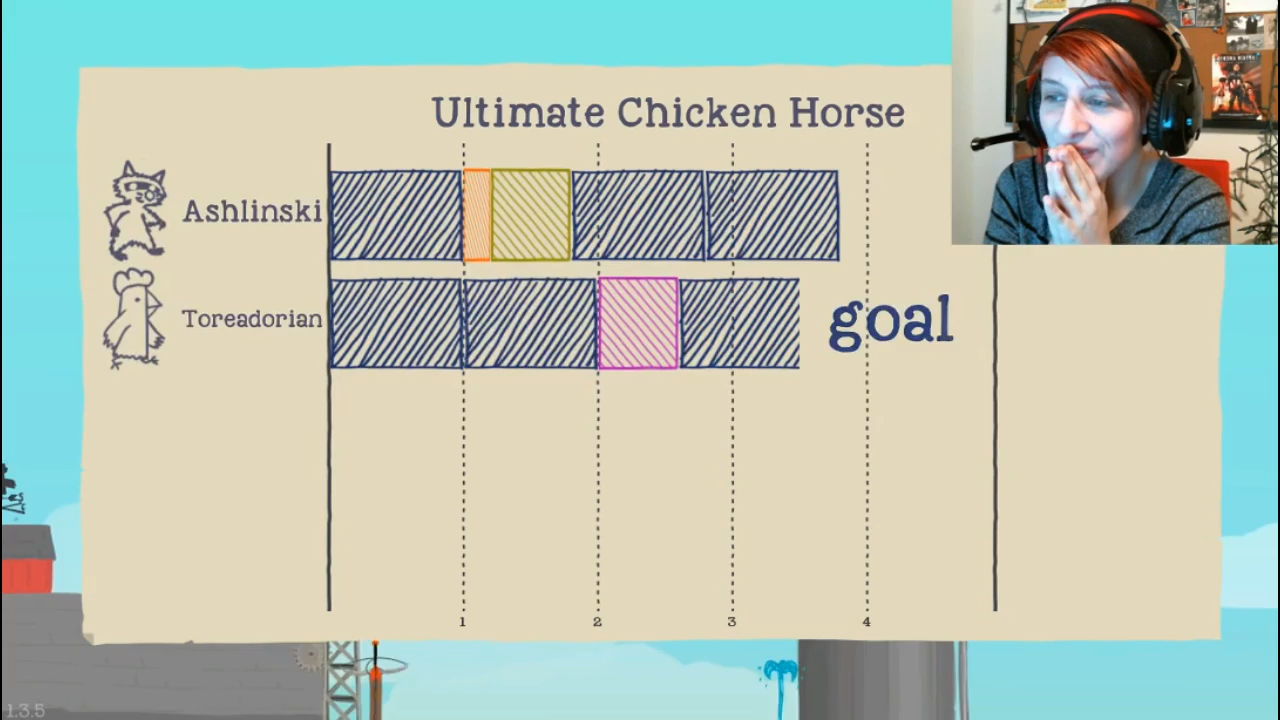 Ultimate Chicken Horse
Ashlinski
Toreadorian
goal
1 2 3 4
1.3.5